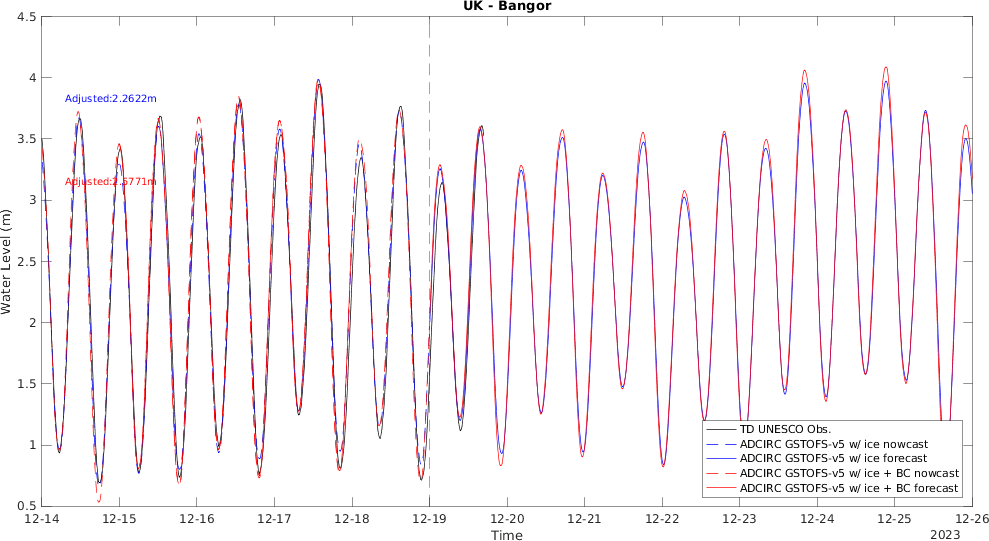 UK - Bangor
4.5
4
3.5
3
2.5
2
1.5
1
0.5
Water Level (m)
Adjusted:2.2622m
Adjusted:2.5771m
TD UNESCO Obs.
ADCIRC GSTOFS-v5 w/ ice nowcast
ADCIRC GSTOFS-v5 w/ ice forecast
ADCIRC GSTOFS-v5 w/ ice + BC nowcast
ADCIRC GSTOFS-v5 w/ ice + BC forecast
12-14 12-15 12-16 12-17 12-18 12-19 12-20 12-21 12-22 12-23 12-24 12-25 12-26
Time
2023